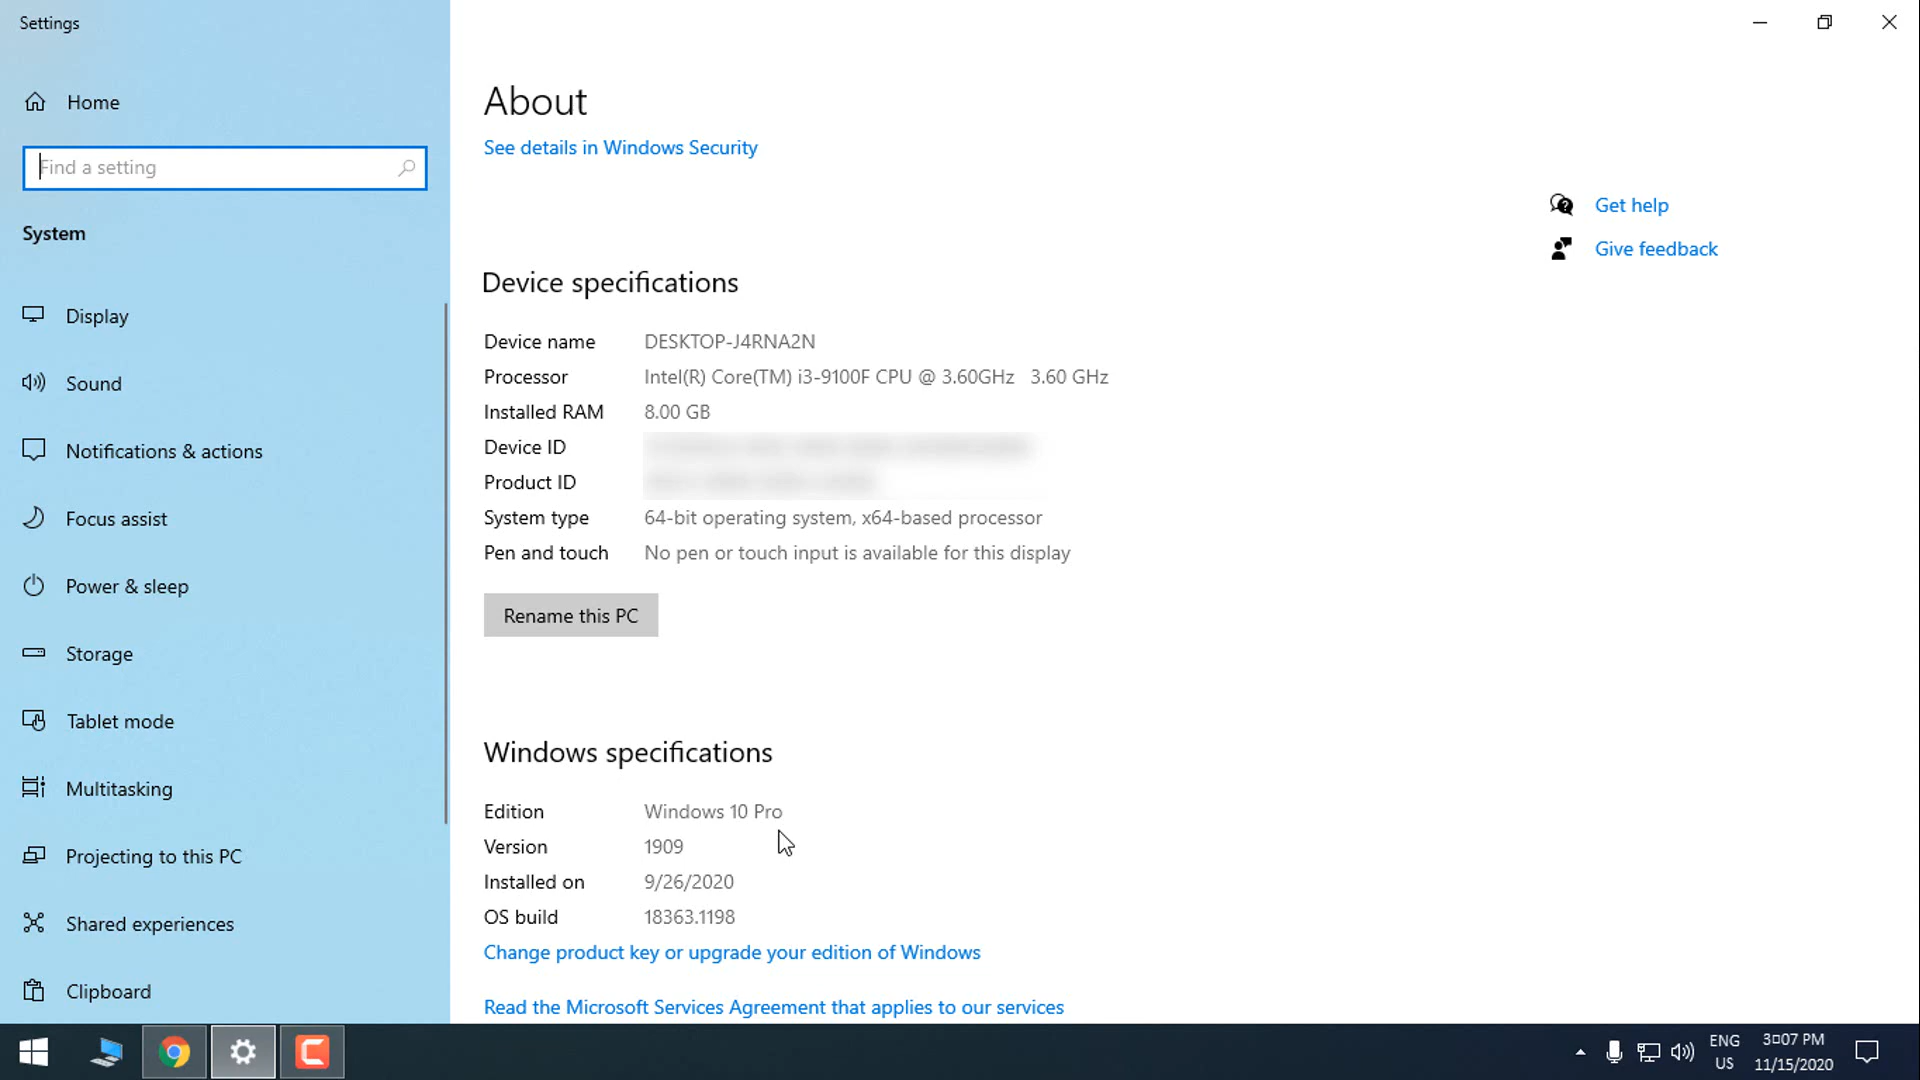 Settings
Home
Find a setting
System
Display
Sound
Notifications & actions
Focus assist
Power & sleep
Storage
Tablet mode
Multitasking
Projecting to this PC
Shared experiences
Clipboard
About
See details in Windows Security
Get help
Give feedback
Device specifications
Device name DESKTOP-J4RNA2N
Processor Intel(R) Core(TM) i3-9100F CPU @ 3.60GHz 3.60 GHz
Installed RAM 8.00 GB
Device ID
Product ID
System type 64-bit operating system, x64-based processor
Pen and touch No pen or touch input is available for this display
Rename this PC
Windows specifications
Edition Windows 10 Pro
Version 1909
Installed on 9/26/2020
OS build 18363.1198
Change product key or upgrade your edition of Windows
Read the Microsoft Services Agreement that applies to our services
ENG
US
3□07 PM
11/15/2020